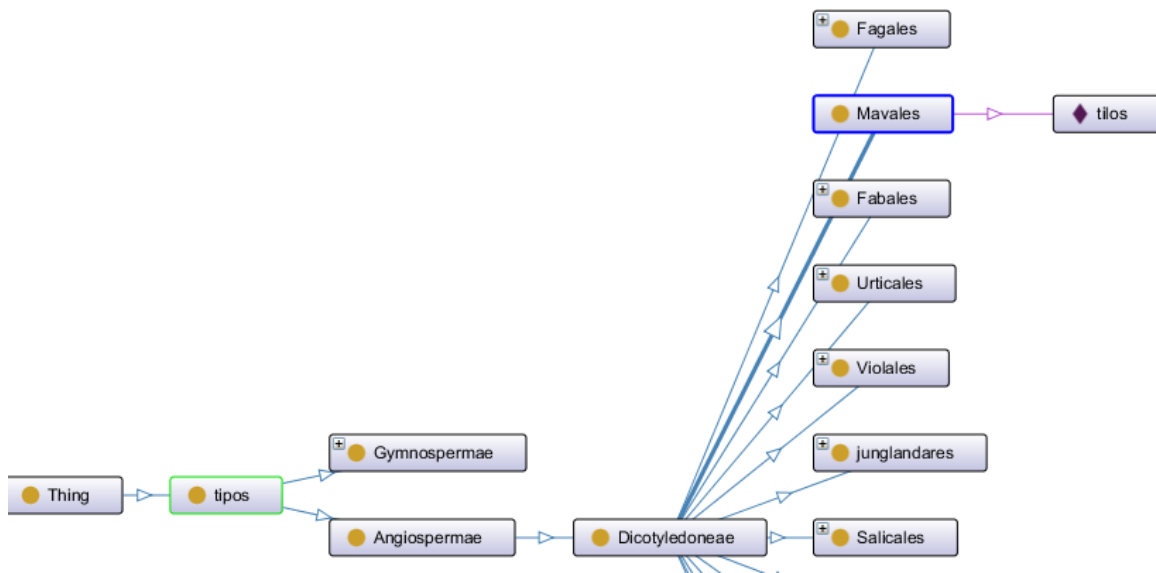 Fagales
Mavales
tilos
Fabales
Urticales
Violales
Gymnospermae
junglandares
Thing
tipos
Angiospermae
Dicotyledoneae
Salicales